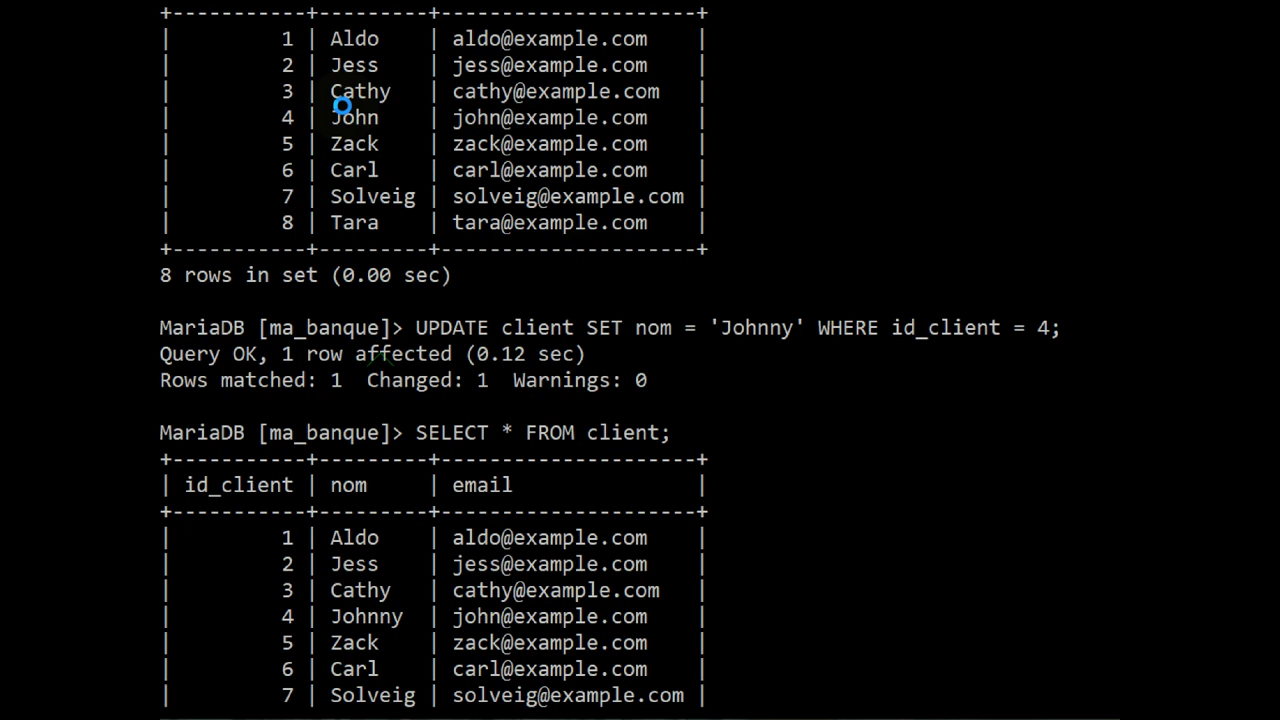 +-----------+---------+---------------------+
| 1 | Aldo | aldo@example.com |
| 2 | Jess | jess@example.com |
| 3 | Cathy | cathy@example.com |
| 4 | John | john@example.com |
| 5 | Zack | zack@example.com |
| 6 | Carl | carl@example.com |
| 7 | Solveig | solveig@example.com |
| 8 | Tara | tara@example.com |
+-----------+---------+---------------------+
8 rows in set (0.00 sec)
MariaDB [ma_banque]> UPDATE client SET nom = 'Johnny' WHERE id_client = 4;
Query OK, 1 row affected (0.12 sec)
Rows matched: 1  Changed: 1  Warnings: 0
MariaDB [ma_banque]> SELECT * FROM client;
+-----------+---------+---------------------+
| id_client | nom | email |
+-----------+---------+---------------------+
| 1 | Aldo | aldo@example.com |
| 2 | Jess | jess@example.com |
| 3 | Cathy | cathy@example.com |
| 4 | Johnny | john@example.com |
| 5 | Zack | zack@example.com |
| 6 | Carl | carl@example.com |
| 7 | Solveig | solveig@example.com |